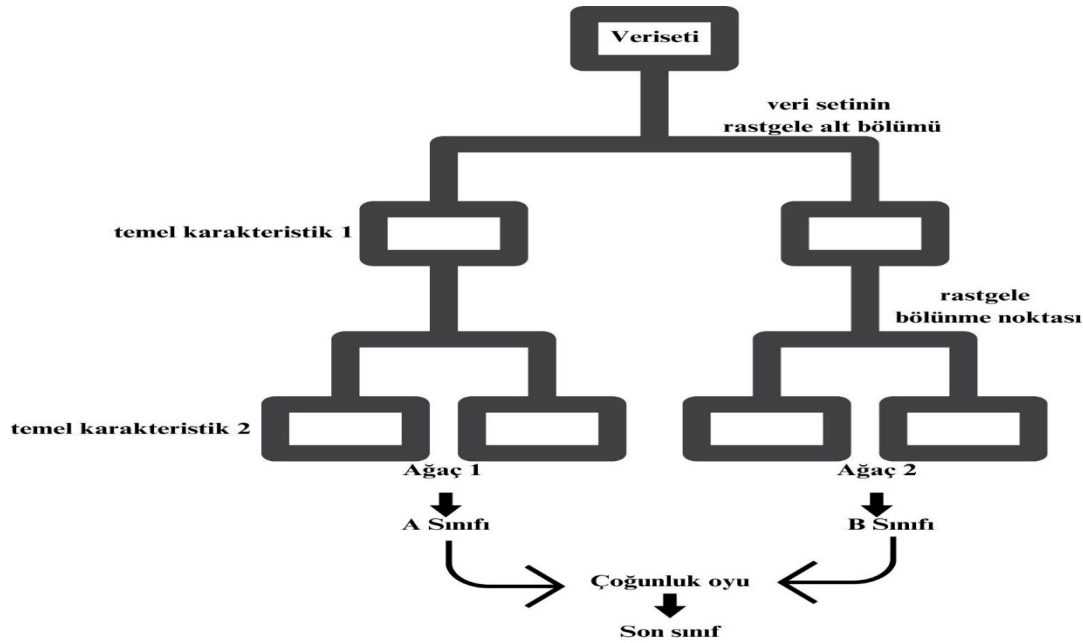 Veriseti
veri setinin
rastgele alt bölümü
temel karakteristik 1
rastgele
bölünme noktası
temel karakteristik 2
Ağaç 1
Ağaç 2
A Sınıfı
B Sınıfı
Çoğunluk oyu
Son sınıf